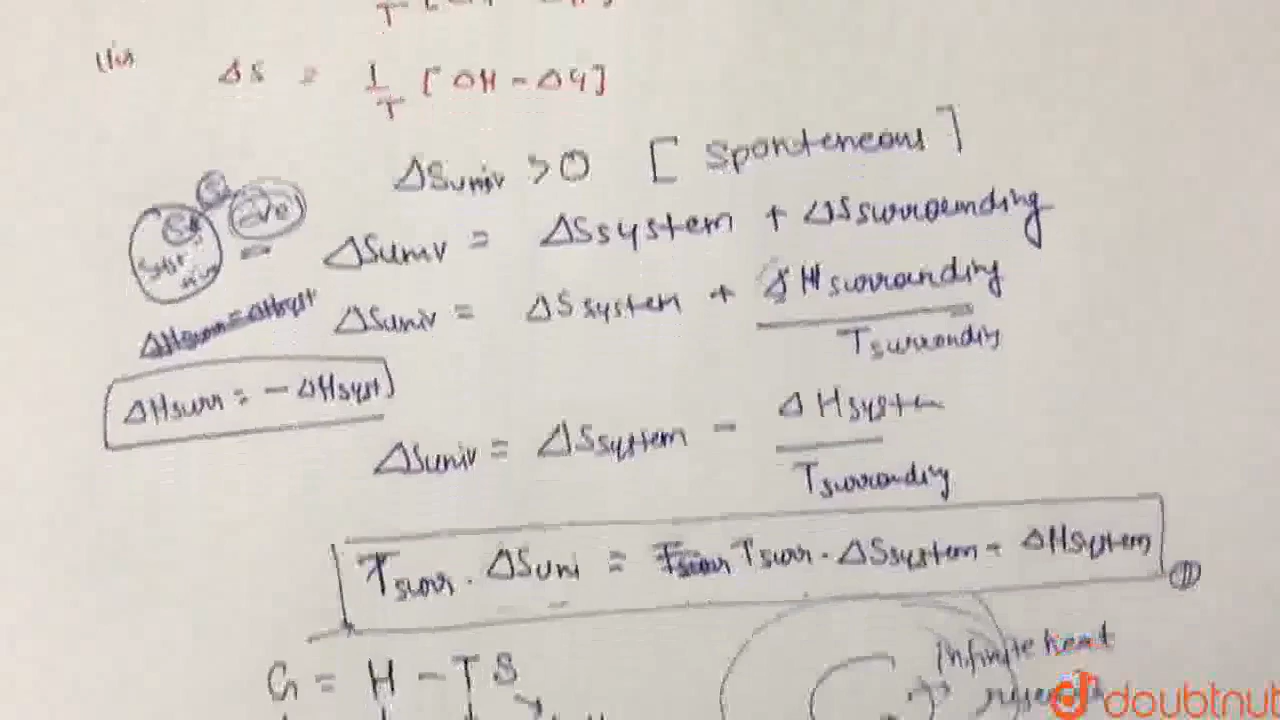 ΔS = 1/T [ΔH - ΔG]
ΔSuniv > 0 [Sponteneous]
ΔSuniv = ΔSsystem + ΔSsurrounding
ΔSuniv = ΔSsystem + ΔHsurrounding
Tsurrounding
ΔHsurr = - ΔHsyst
ΔSuniv = ΔSsystem - ΔHsystem
Tsurrounding
Tsurr . ΔSuni = Tsurr . ΔSsystem - ΔHsystem
G = H - TS
infinite heat
doubtnut